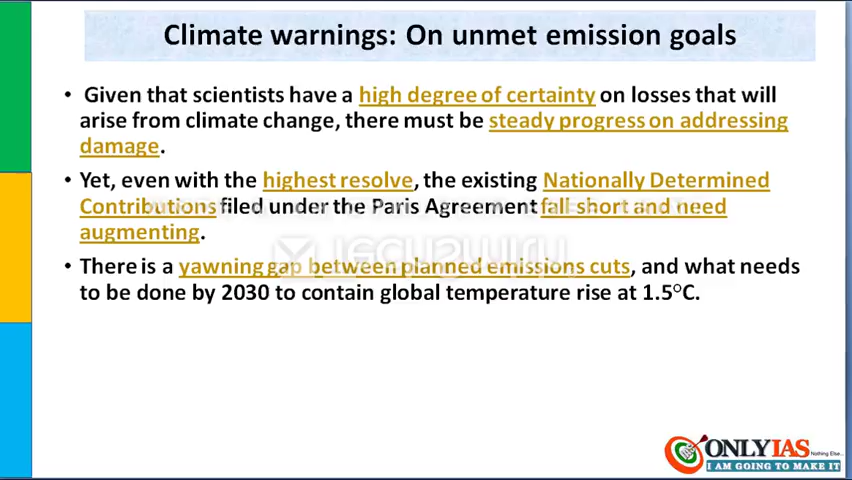 Climate warnings: On unmet emission goals
• Given that scientists have a high degree of certainty on losses that will
arise from climate change, there must be steady progress on addressing
damage.
• Yet, even with the highest resolve, the existing Nationally Determined
Contributions filed under the Paris Agreement fall short and need
augmenting.
• There is a yawning gap between planned emissions cuts, and what needs
to be done by 2030 to contain global temperature rise at 1.5°C.
ONLYIAS
Nothing Else...
I AM GOING TO MAKE IT